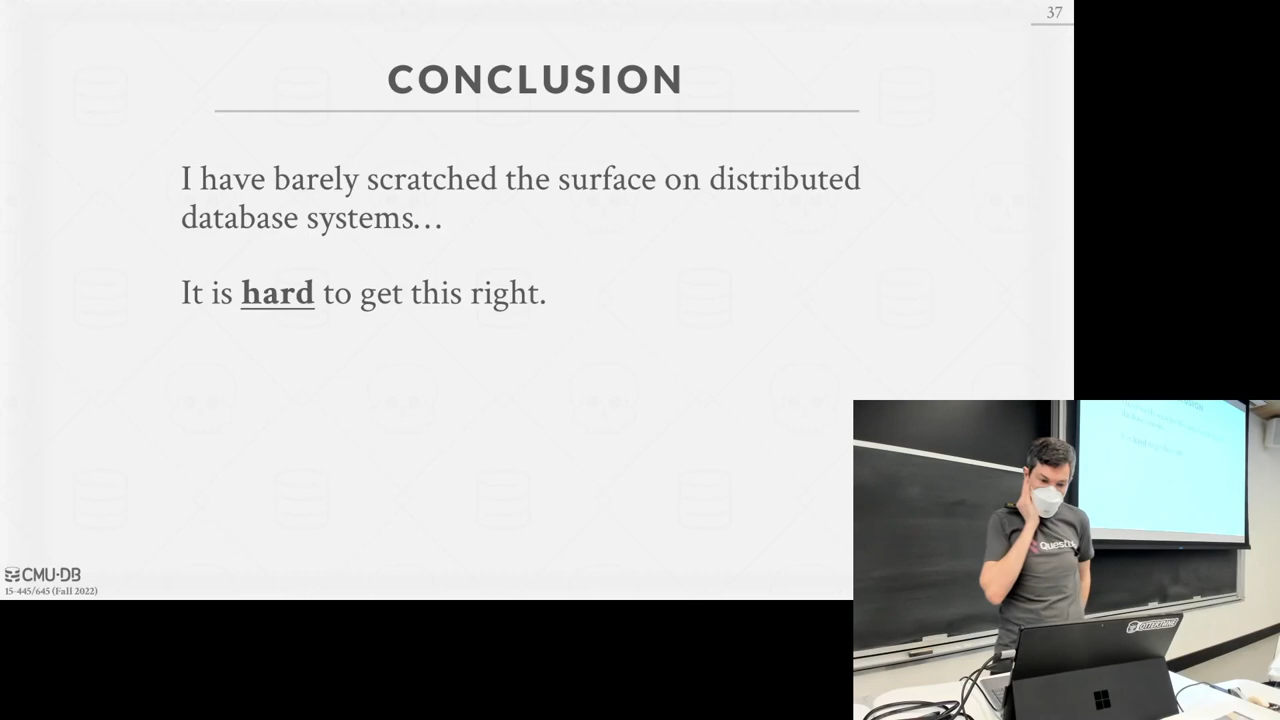 37
CONCLUSION
I have barely scratched the surface on distributed
database systems…
It is hard to get this right.
CMU·DB
15-445/645 (Fall 2022)